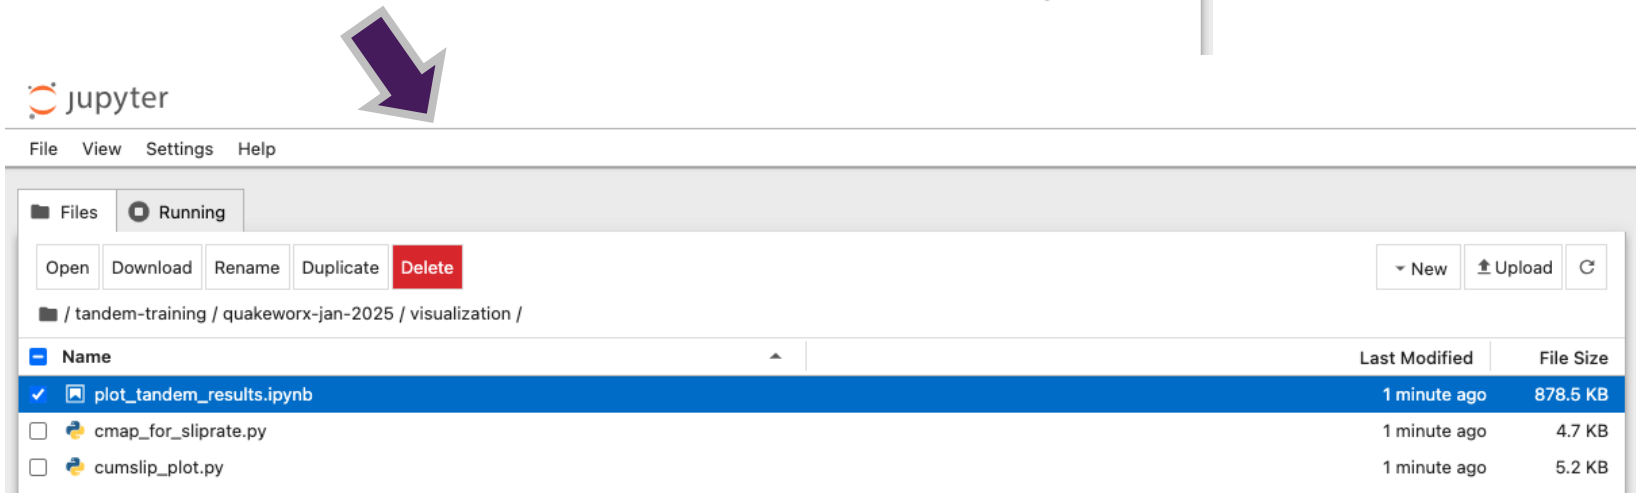 jupyter
File View Settings Help
Files Running
Open Download Rename Duplicate Delete New Upload
/ tandem-training / quakeworx-jan-2025 / visualization /
Name Last Modified File Size
plot_tandem_results.ipynb 1 minute ago 878.5 KB
cmap_for_sliprate.py 1 minute ago 4.7 KB
cumslip_plot.py 1 minute ago 5.2 KB